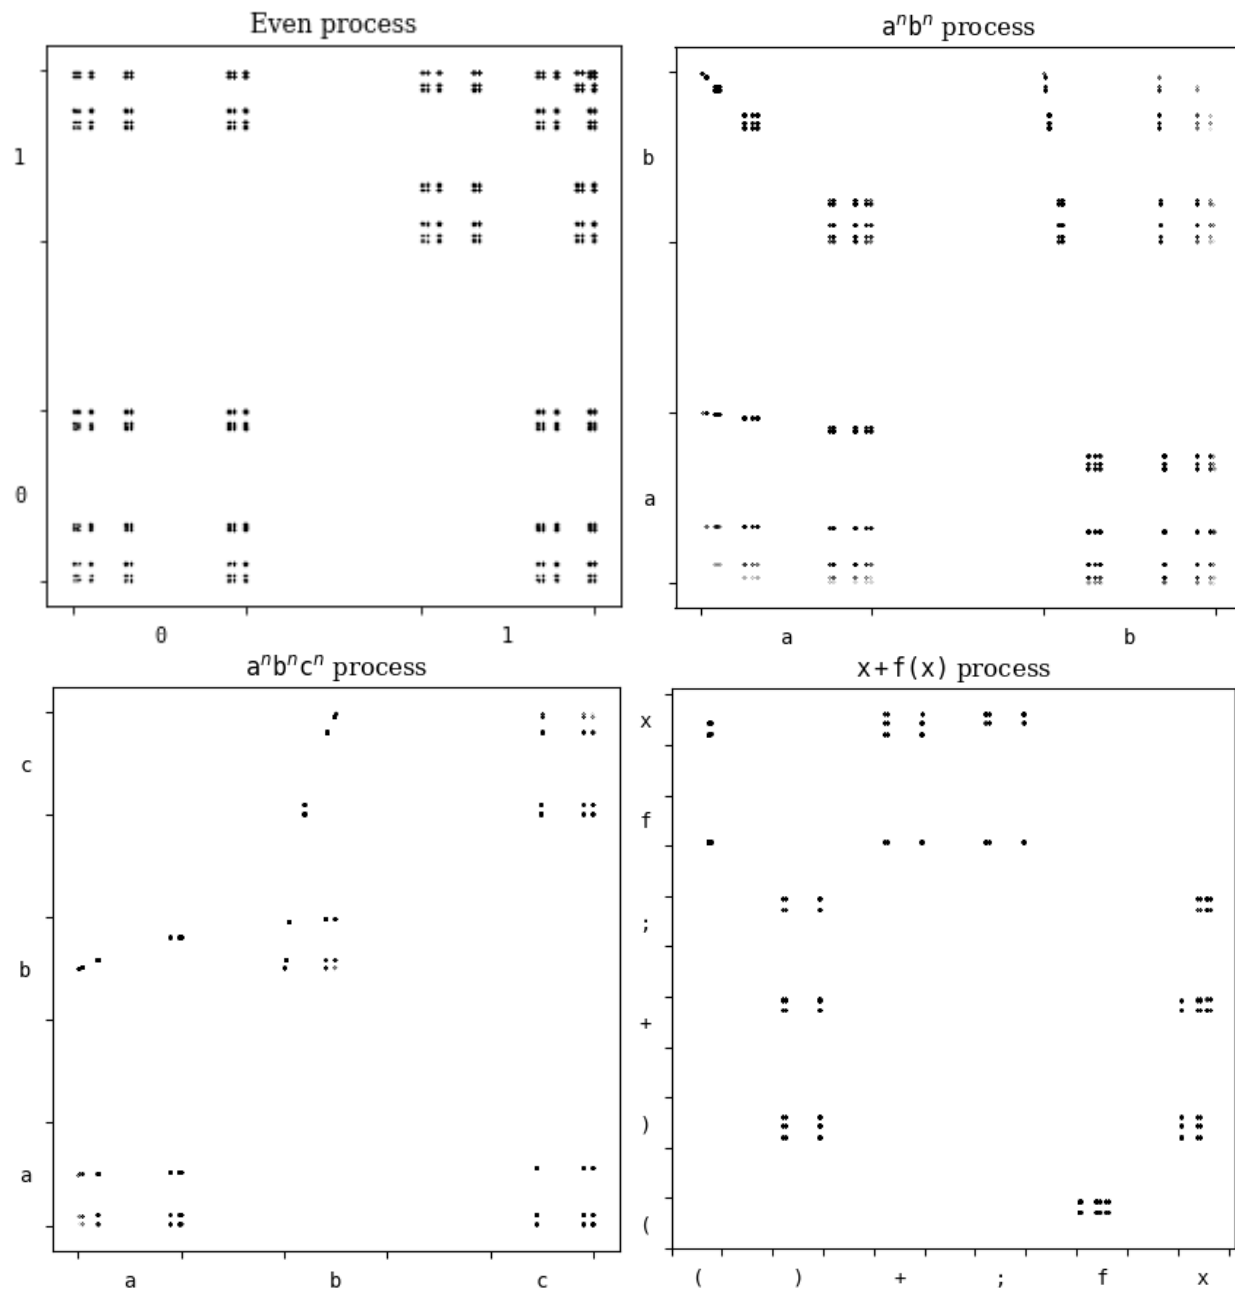 Even process
1
0
0 1
aⁿbⁿ process
b
a
a b
aⁿbⁿcⁿ process
c
b
a
a b c
x+f(x) process
x
f
;
+
)
(
( ) + ; f x